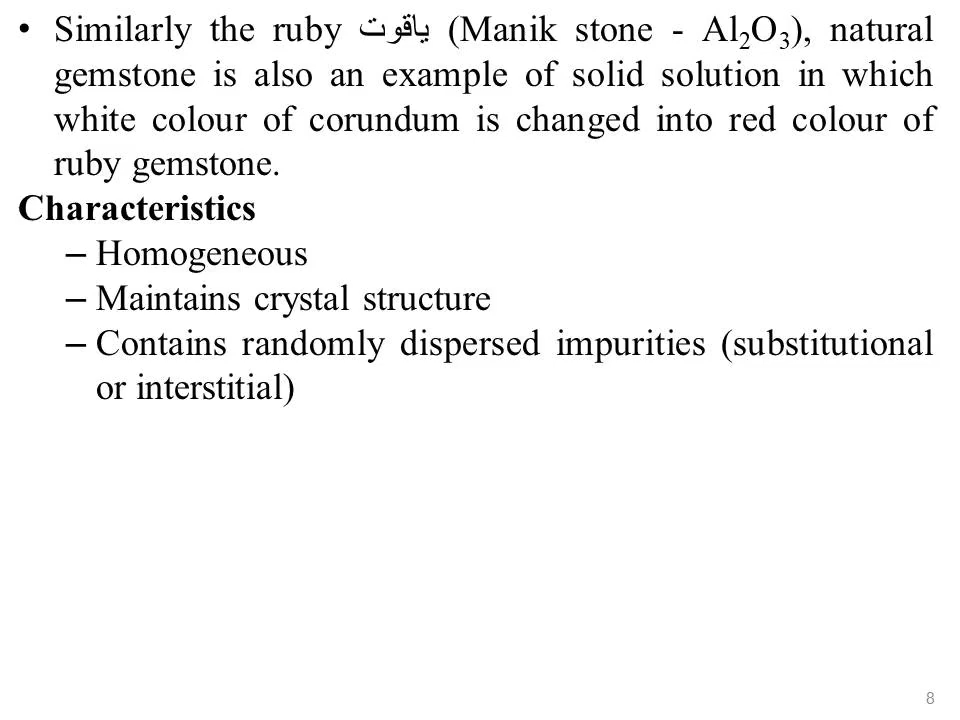 • Similarly the ruby ياقوت (Manik stone - Al₂O₃), natural
gemstone is also an example of solid solution in which
white colour of corundum is changed into red colour of
ruby gemstone.
Characteristics
– Homogeneous
– Maintains crystal structure
– Contains randomly dispersed impurities (substitutional
or interstitial)
8